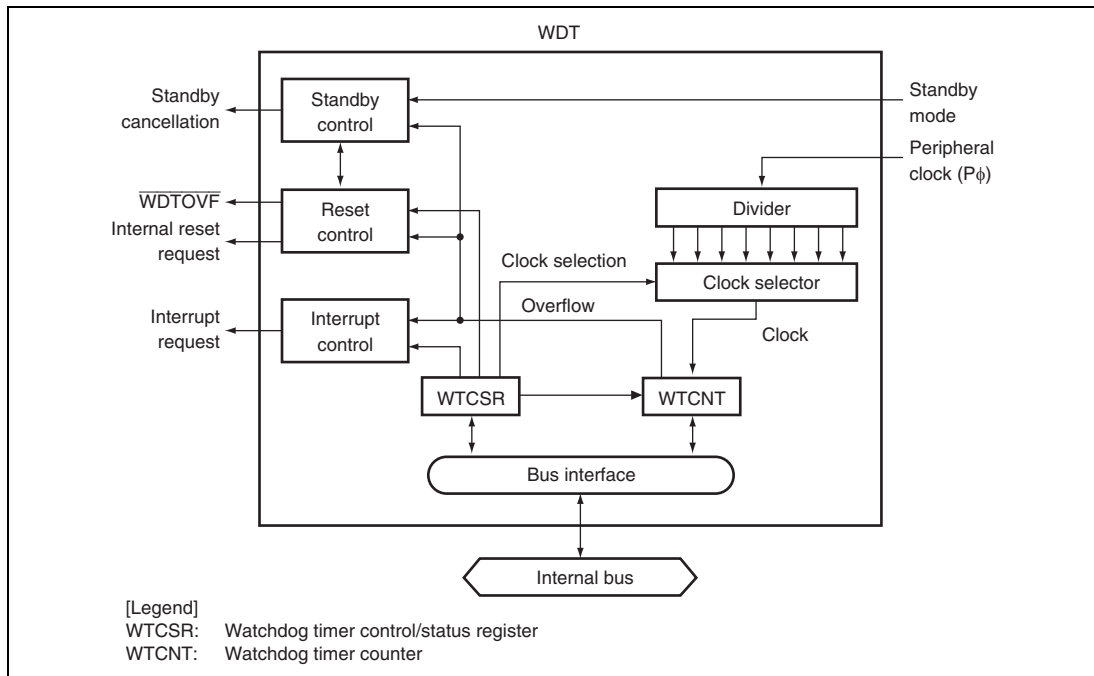 WDT
Standby
cancellation
Standby
control
Standby
mode
Peripheral
clock (Pϕ)
WDTOVF
Internal reset
request
Reset
control
Divider
Clock selection
Clock selector
Overflow
Interrupt
request
Interrupt
control
Clock
WTCSR
WTCNT
Bus interface
Internal bus
[Legend]
WTCSR: Watchdog timer control/status register
WTCNT: Watchdog timer counter